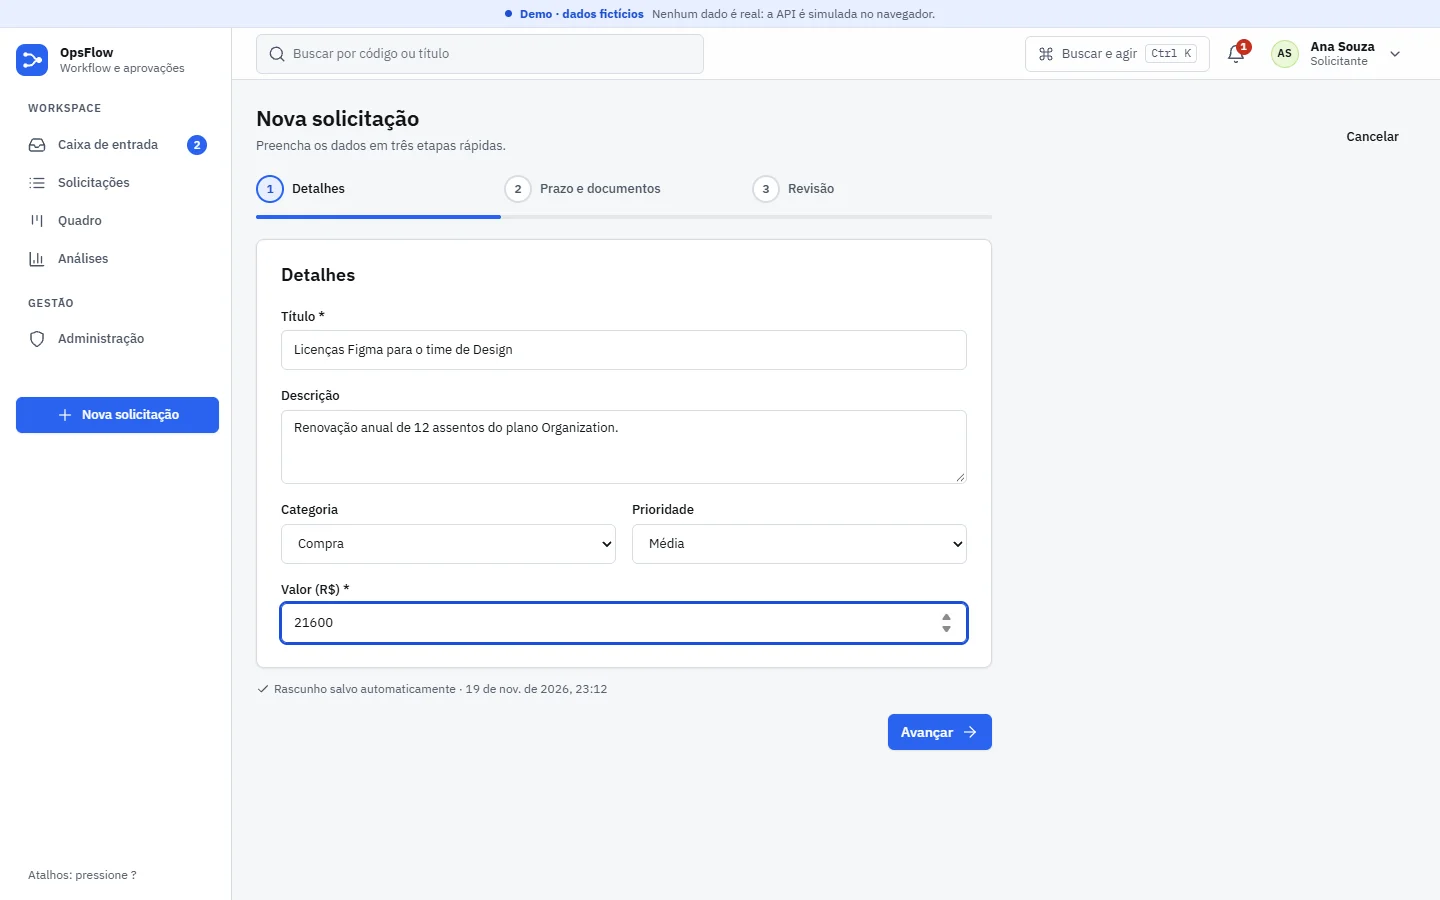 Demo · dados fictícios Nenhum dado é real: a API é simulada no navegador.
OpsFlow
Workflow e aprovações
WORKSPACE
Caixa de entrada 2
Solicitações
Quadro
Análises
GESTÃO
Administração
Nova solicitação
Atalhos: pressione ?
Buscar por código ou título
Buscar e agir Ctrl K
1
AS
Ana Souza
Solicitante
Nova solicitação
Preencha os dados em três etapas rápidas.
Cancelar
1 Detalhes
2 Prazo e documentos
3 Revisão
Detalhes
Título *
Licenças Figma para o time de Design
Descrição
Renovação anual de 12 assentos do plano Organization.
Categoria
Compra
Prioridade
Média
Valor (R$) *
21600
Rascunho salvo automaticamente · 19 de nov. de 2026, 23:12
Avançar